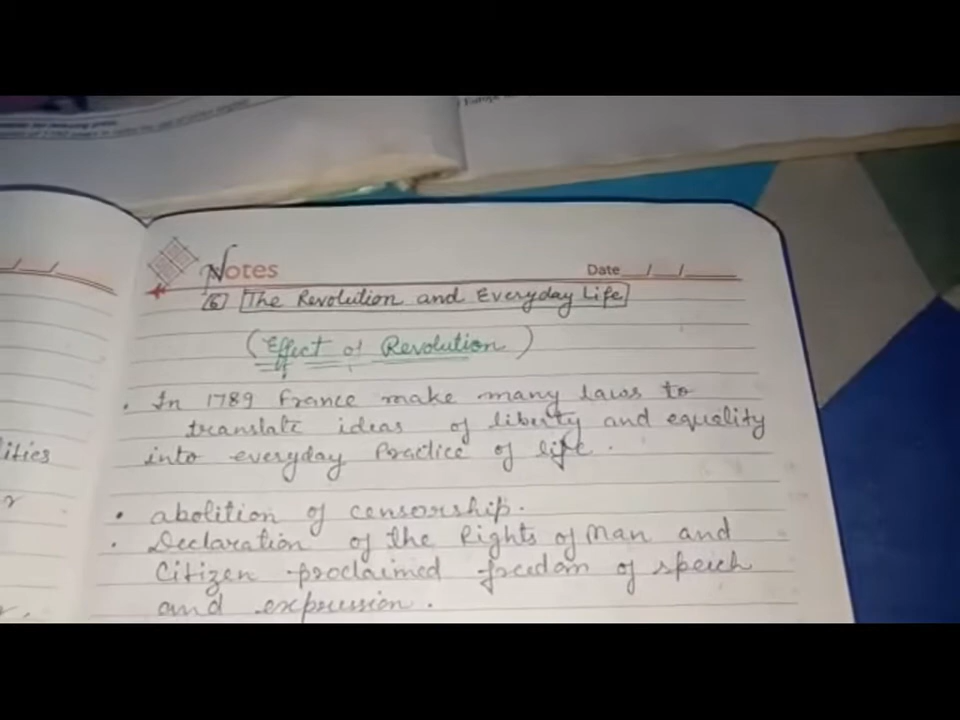 Notes
Date / /
6 The Revolution and Everyday Life
(Effect of Revolution)
• In 1789 France make many laws to
translate ideas of liberty and equality
into everyday Practice of life.
lities
• abolition of censorship.
• Declaration of the Rights of Man and
Citizen proclaimed freedom of speech
and expression.